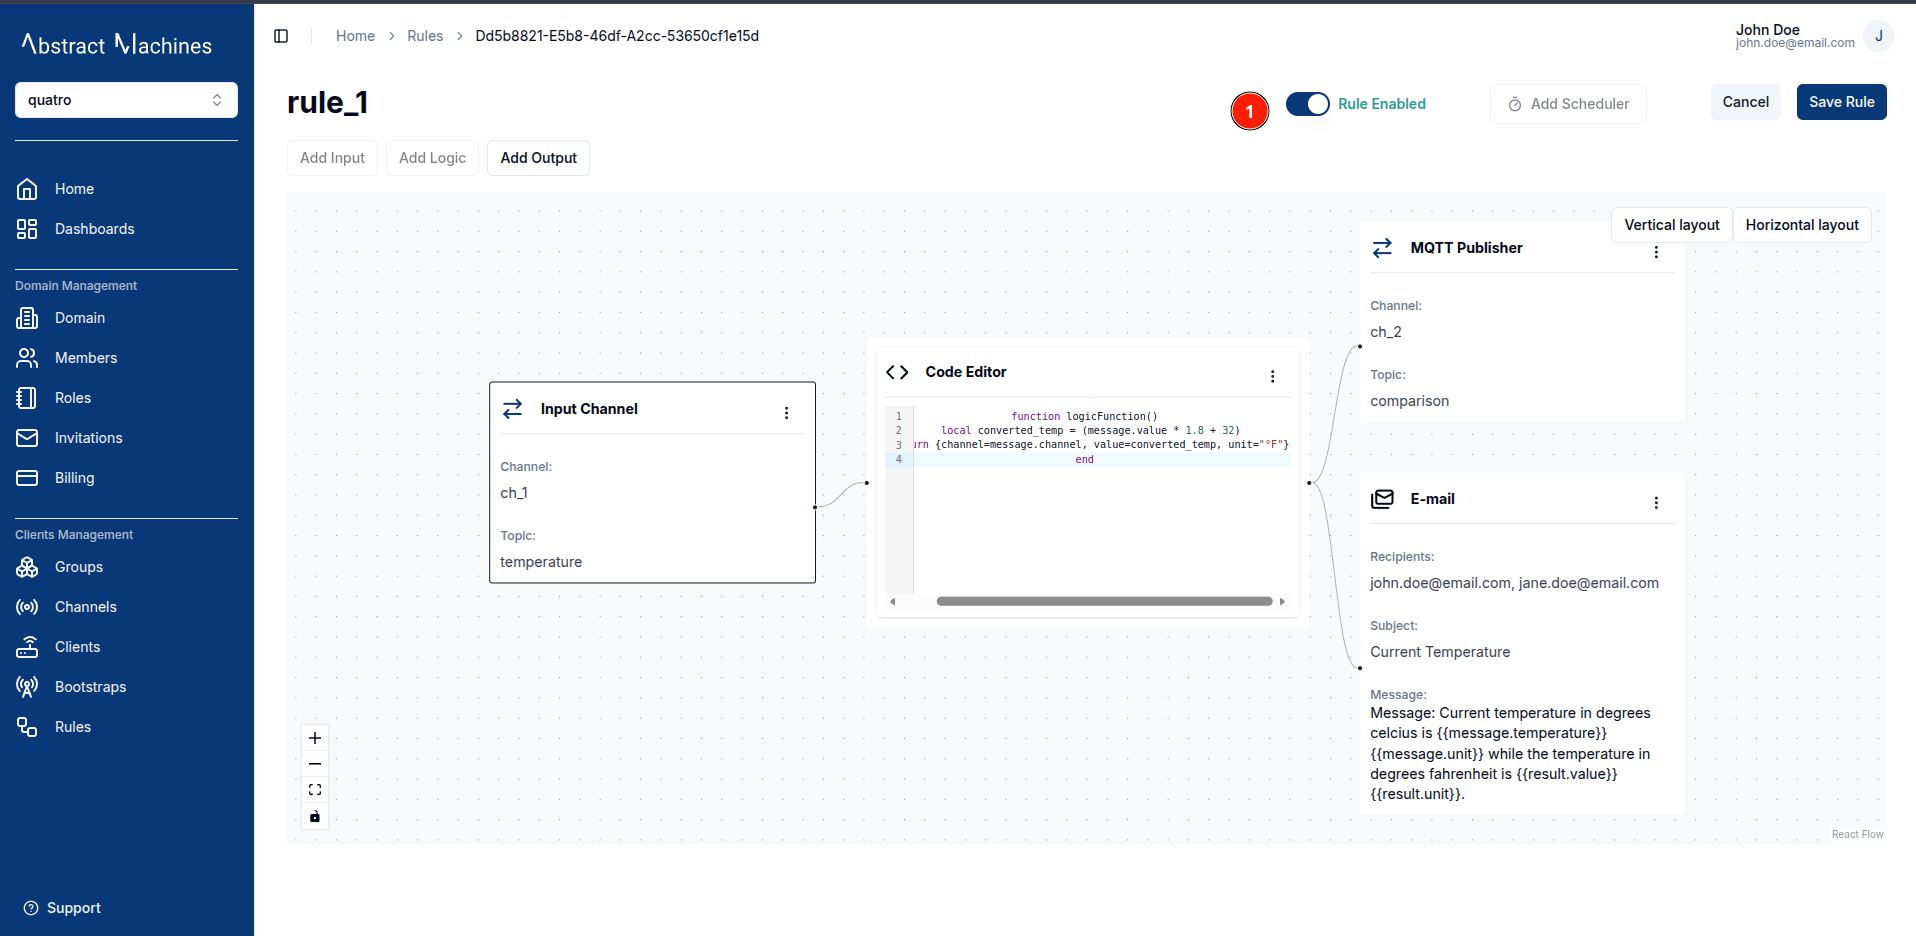 Abstract Machines
quatro
Home
Dashboards
Domain Management
Domain
Members
Roles
Invitations
Billing
Clients Management
Groups
Channels
Clients
Bootstraps
Rules
Support
Home > Rules > Dd5b8821-E5b8-46df-A2cc-53650cf1e15d
John Doe
john.doe@email.com
J
rule_1
1
Rule Enabled
Add Scheduler
Cancel
Save Rule
Add Input
Add Logic
Add Output
Vertical layout
Horizontal layout
Input Channel
Channel:
ch_1
Topic:
temperature
Code Editor
1 function logicFunction()
2 local converted_temp = (message.value * 1.8 + 32)
3 urn {channel=message.channel, value=converted_temp, unit="°F"}
4 end
MQTT Publisher
Channel:
ch_2
Topic:
comparison
E-mail
Recipients:
john.doe@email.com, jane.doe@email.com
Subject:
Current Temperature
Message:
Message: Current temperature in degrees
celcius is {{message.temperature}}
{{message.unit}} while the temperature in
degrees fahrenheit is {{result.value}}
{{result.unit}}.
React Flow